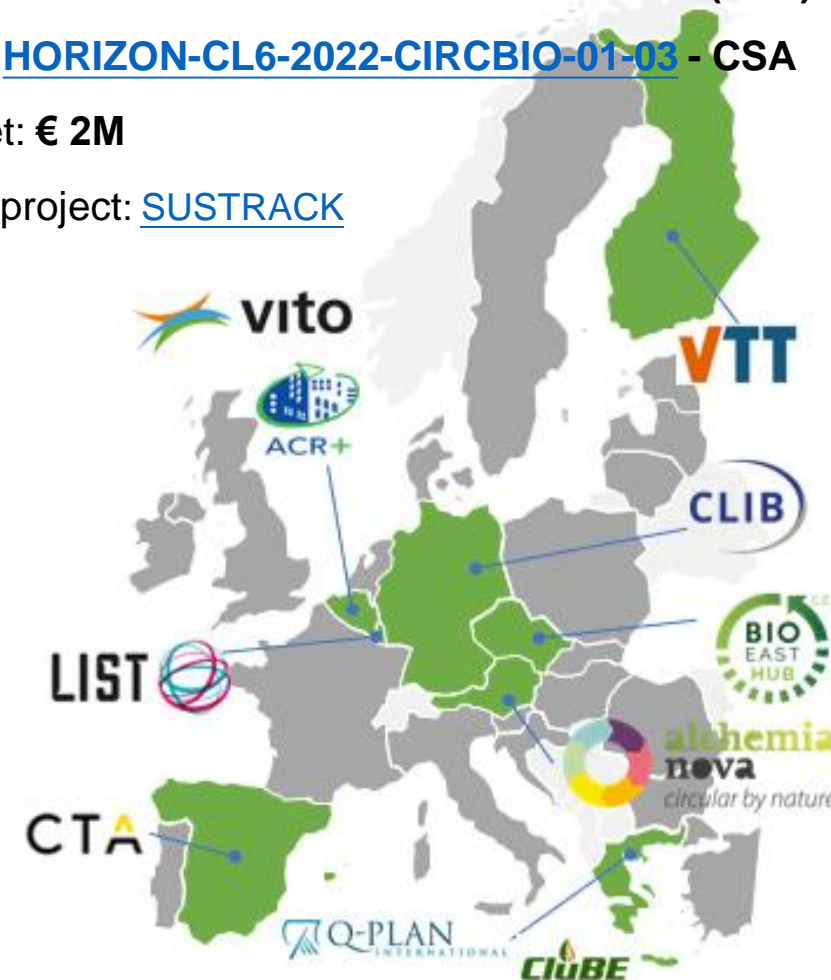 HORIZON-CL6-2022-CIRCBIO-01-03 - CSA
: € 2M
project: SUSTRACK
vito
ACR+
VTT
CLIB
BIO
EAST
HUB
LIST
alchemia
nova
circular by nature
CTA
Q-PLAN
INTERNATIONAL
CluBE